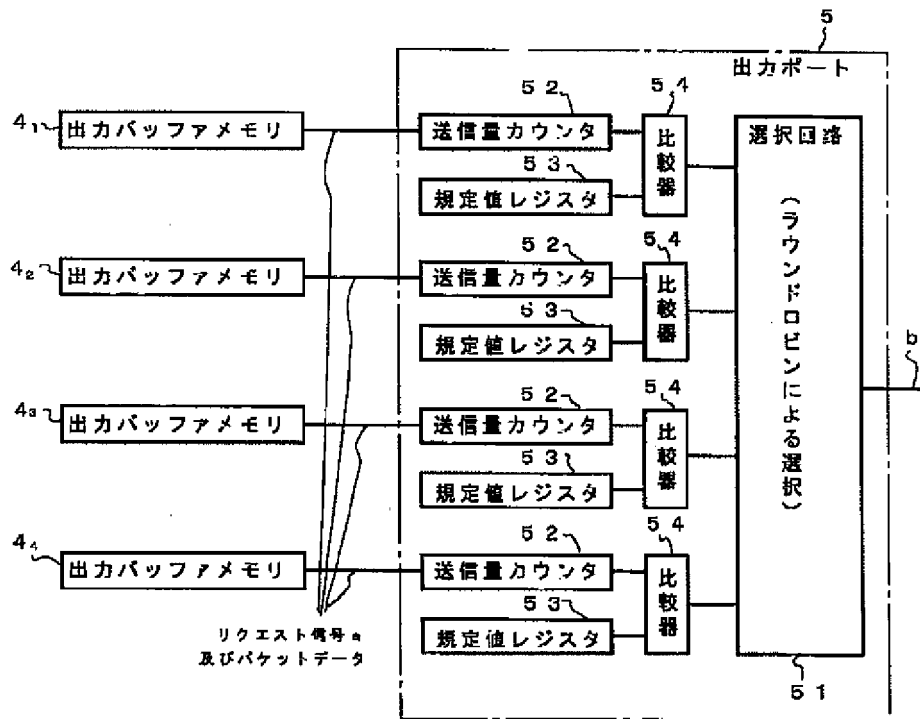 5
出力ポート
4₁
出力バッファメモリ
52
送信量カウンタ
53
規定値レジスタ
54
比較器
選択回路
(ラウンドロビンによる選択)
4₂
出力バッファメモリ
52
送信量カウンタ
53
規定値レジスタ
54
比較器
b
4₃
出力バッファメモリ
52
送信量カウンタ
53
規定値レジスタ
54
比較器
4₄
出力バッファメモリ
52
送信量カウンタ
53
規定値レジスタ
54
比較器
リクエスト信号a
及びパケットデータ
51